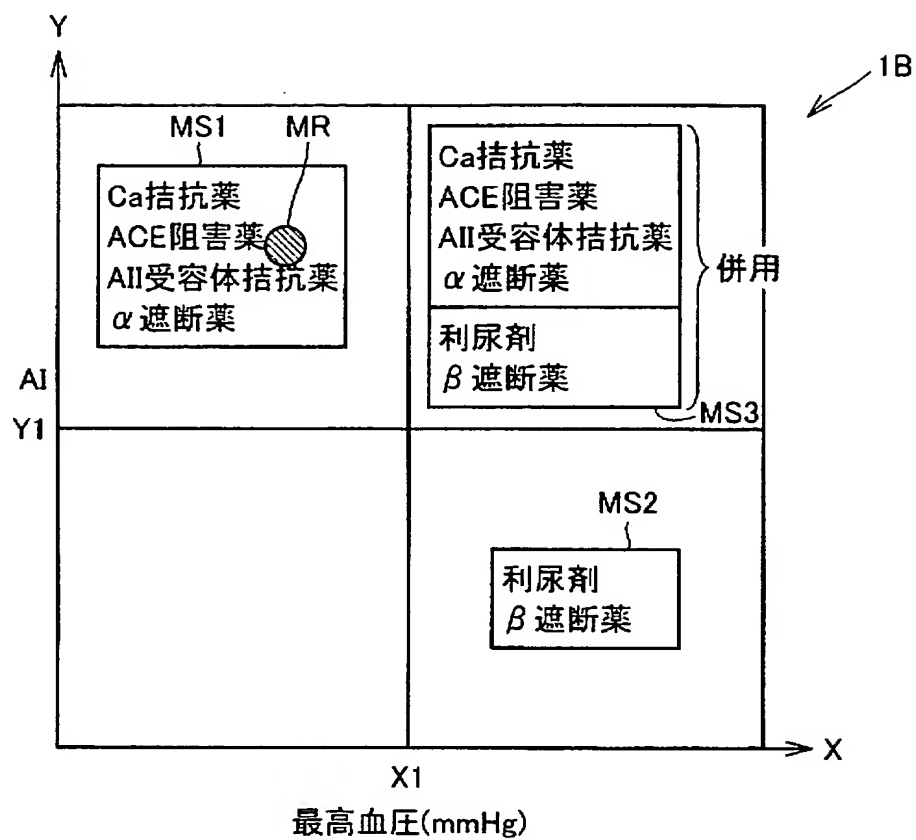 Y
1B
MS1
MR
Ca拮抗薬
ACE阻害薬
AII受容体拮抗薬
α遮断薬
Ca拮抗薬
ACE阻害薬
AII受容体拮抗薬
α遮断薬
利尿剤
β遮断薬
併用
MS3
AI
Y1
MS2
利尿剤
β遮断薬
X
X1
最高血圧(mmHg)